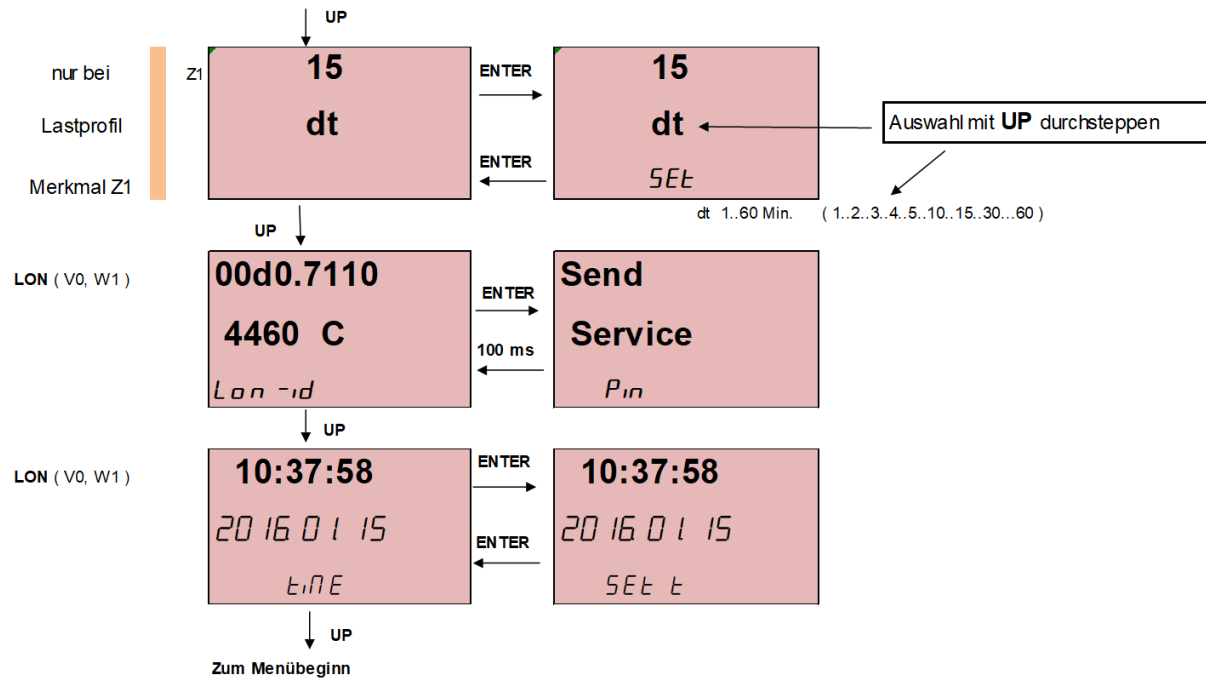 UP
nur bei
Z1
15
ENTER
15
Lastprofil
dt
dt
Auswahl mit UP durchsteppen
ENTER
Merkmal Z1
SEt
dt 1..60 Min. ( 1..2..3..4..5..10..15..30...60 )
UP
LON ( V0, W1 )
00d0.7110
ENTER
Send
4460 C
Service
100 ms
Lon -id
Pin
UP
LON ( V0, W1 )
10:37:58
ENTER
10:37:58
2016.01.15
2016.01.15
ENTER
tiME
SEt t
UP
Zum Menübeginn